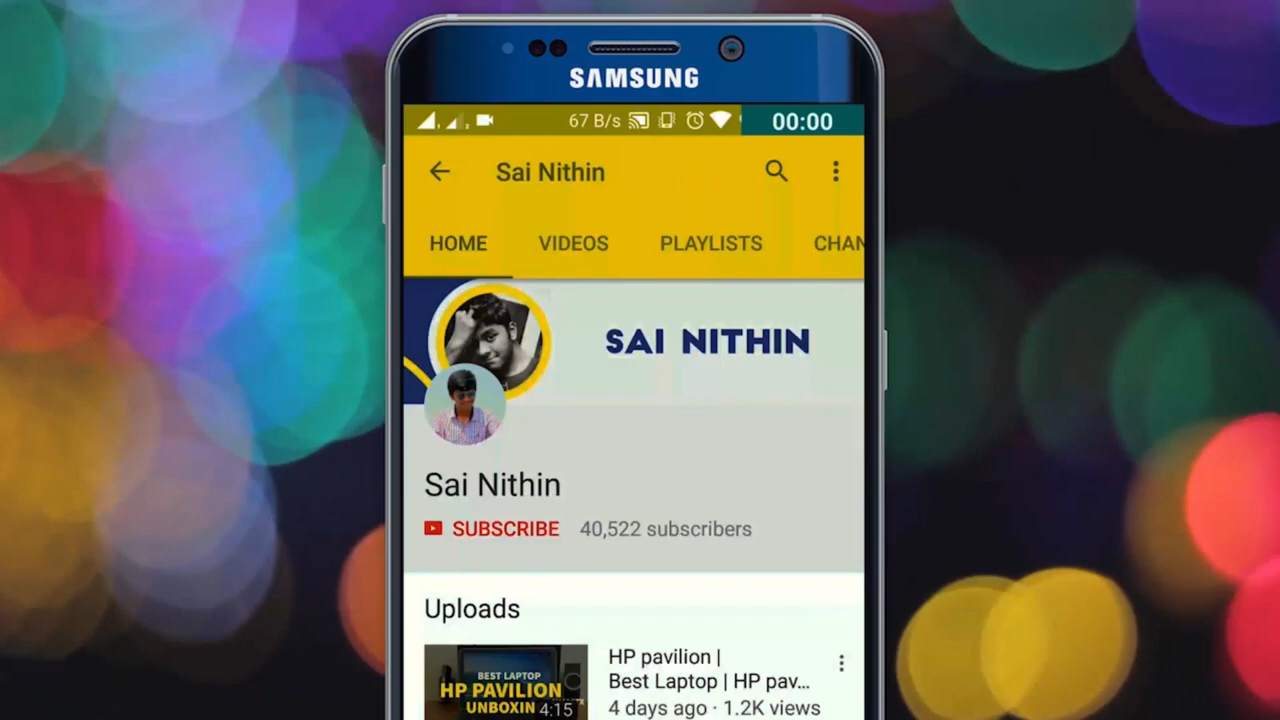 SAMSUNG
67 B/s 00:00
Sai Nithin
HOME VIDEOS PLAYLISTS CHAN
SAI NITHIN
Sai Nithin
SUBSCRIBE 40,522 subscribers
Uploads
BEST LAPTOP
HP PAVILION
UNBOXIN 4:15
HP pavilion |
Best Laptop | HP pav...
4 days ago · 1.2K views